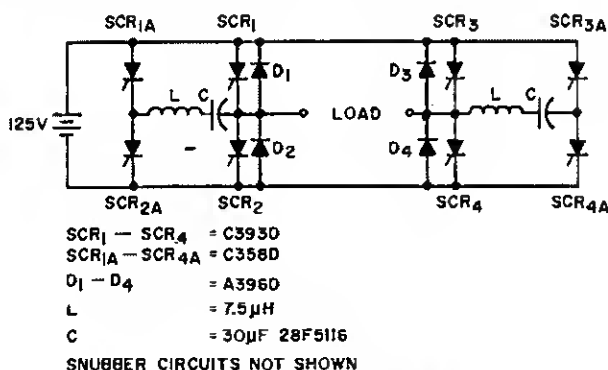 SCR1A SCR1 SCR3 SCR3A
D1 D3
L C L C
125V LOAD
D2 D4
SCR2A SCR2 SCR4 SCR4A
SCR1 — SCR4 = C393D
SCR1A — SCR4A = C358D
D1 — D4 = A396D
L = 7.5μH
C = 30μF 28F5116
SNUBBER CIRCUITS NOT SHOWN